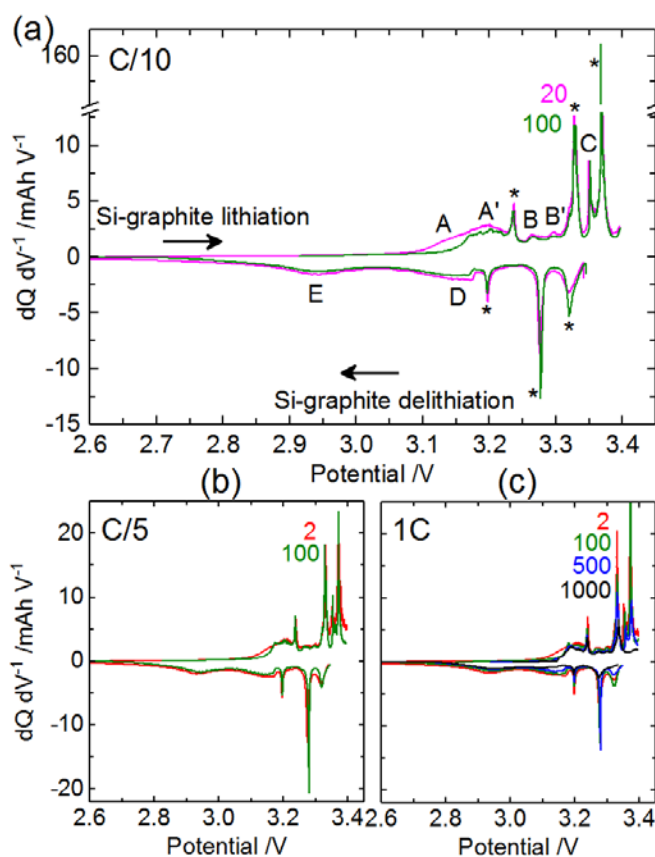 (a)
C/10
dQ dV⁻¹ /mAh V⁻¹
160
10
5
0
-5
-10
-15
20
100
*
*
C
A
A'
*
B
B'
Si-graphite lithiation
E
D
*
*
*
Si-graphite delithiation
2.6 2.7 2.8 2.9 3.0 3.1 3.2 3.3 3.4
Potential /V
(b)
(c)
C/5
dQ dV⁻¹ /mAh V⁻¹
20
10
0
-10
-20
2
100
2.6 2.8 3.0 3.2 3.4
Potential /V
1C
2
100
500
1000
2.6 2.8 3.0 3.2 3.4
Potential /V